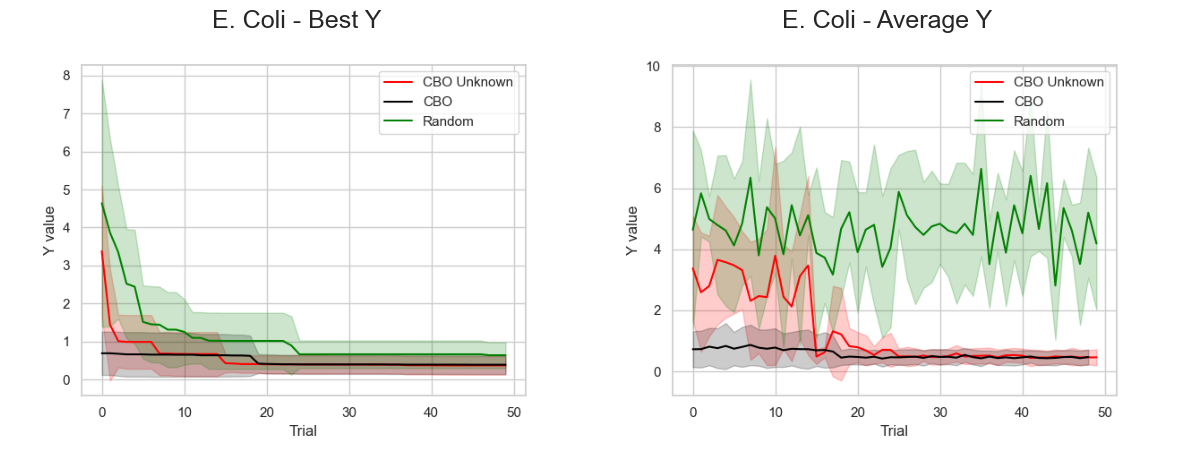 E. Coli - Best Y
8
7
6
5
4
3
2
1
0
Y value
0
10
20
30
40
50
Trial
CBO Unknown
CBO
Random
E. Coli - Average Y
10
8
6
4
2
0
Y value
0
10
20
30
40
50
Trial
CBO Unknown
CBO
Random